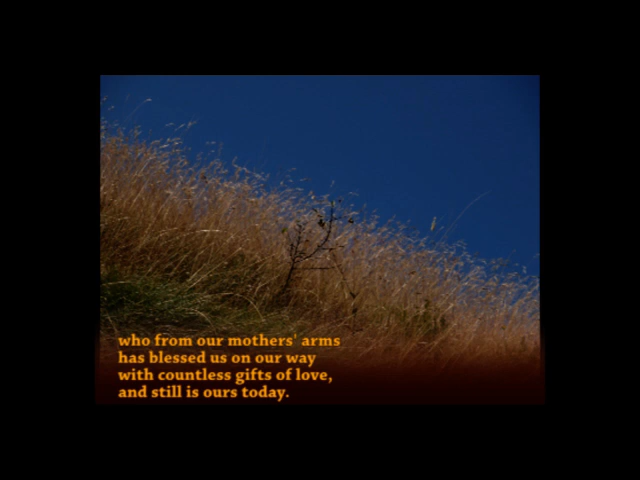 who from our mothers' arms
has blessed us on our way
with countless gifts of love,
and still is ours today.